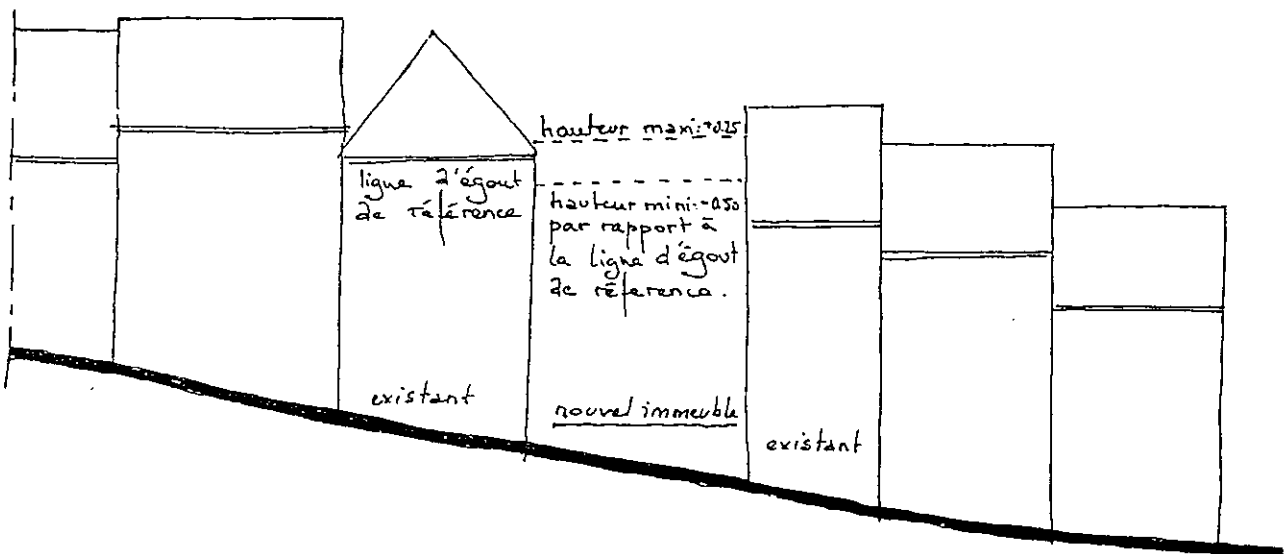 hauteur maxi:+0.25
ligne d'égout
de référence
hauteur mini:-0.50
par rapport à
la ligne d'égout
de réference.
existant
nouvel immeuble
existant